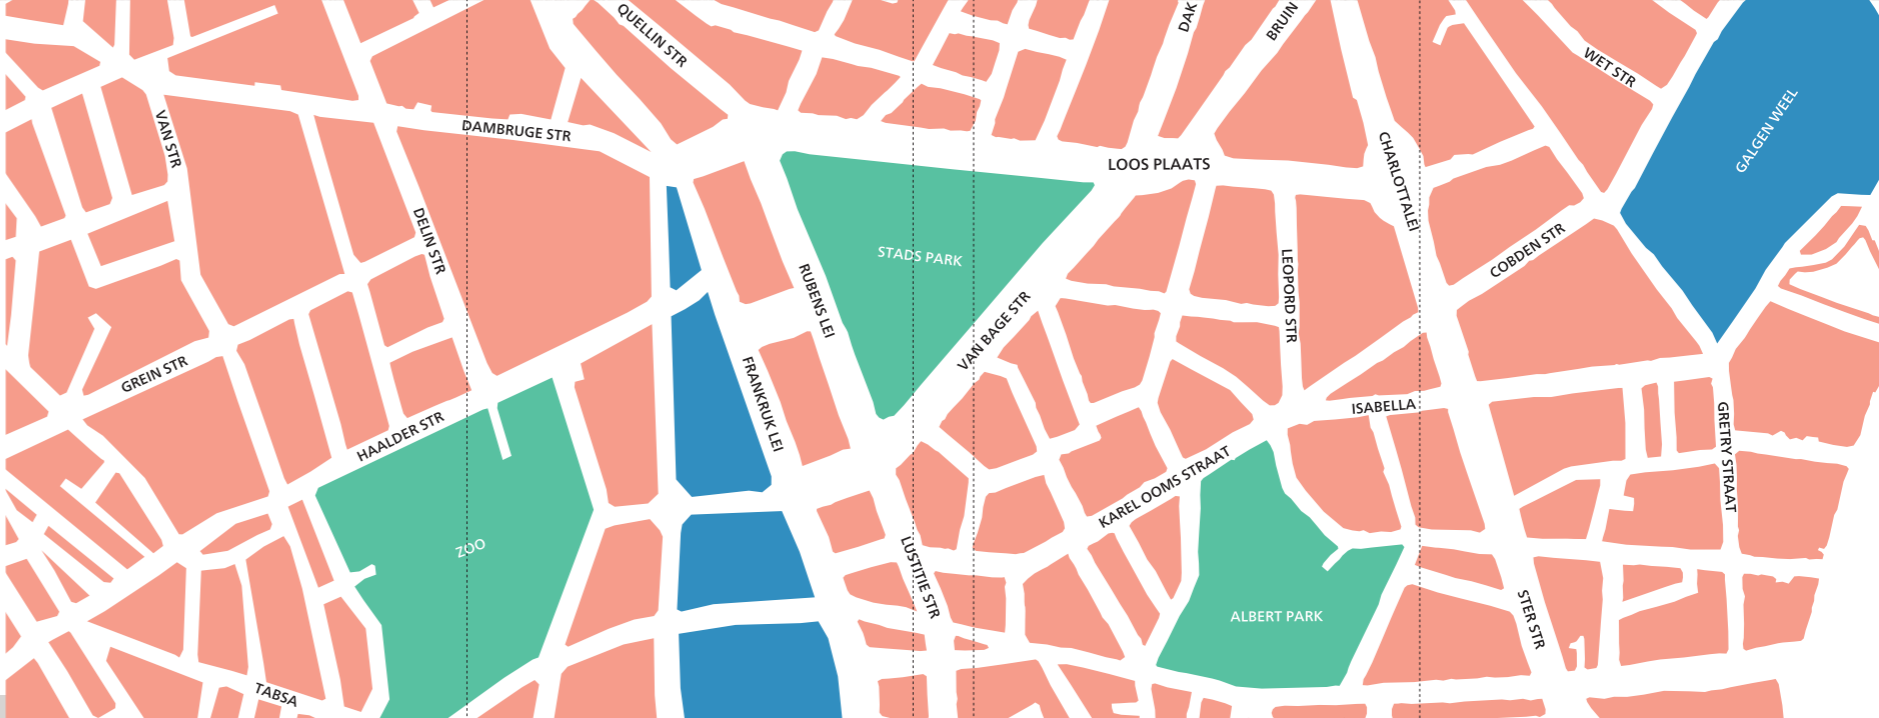 QUELLIN STR
DAK
BRUIN
WET STR
VAN STR
DAMBRUGE STR
LOOS PLAATS
CHARLOTTALEI
GALGEN WEEL
DELIN STR
STADS PARK
COBDEN STR
RUBENS LEI
LEOPORD STR
VAN BAGE STR
GREIN STR
FRANKRUK LEI
ISABELLA
HAALDER STR
GRETRY STRAAT
KAREL OOMS STRAAT
ZOO
LUSTITIE STR
ALBERT PARK
STER STR
TABSA